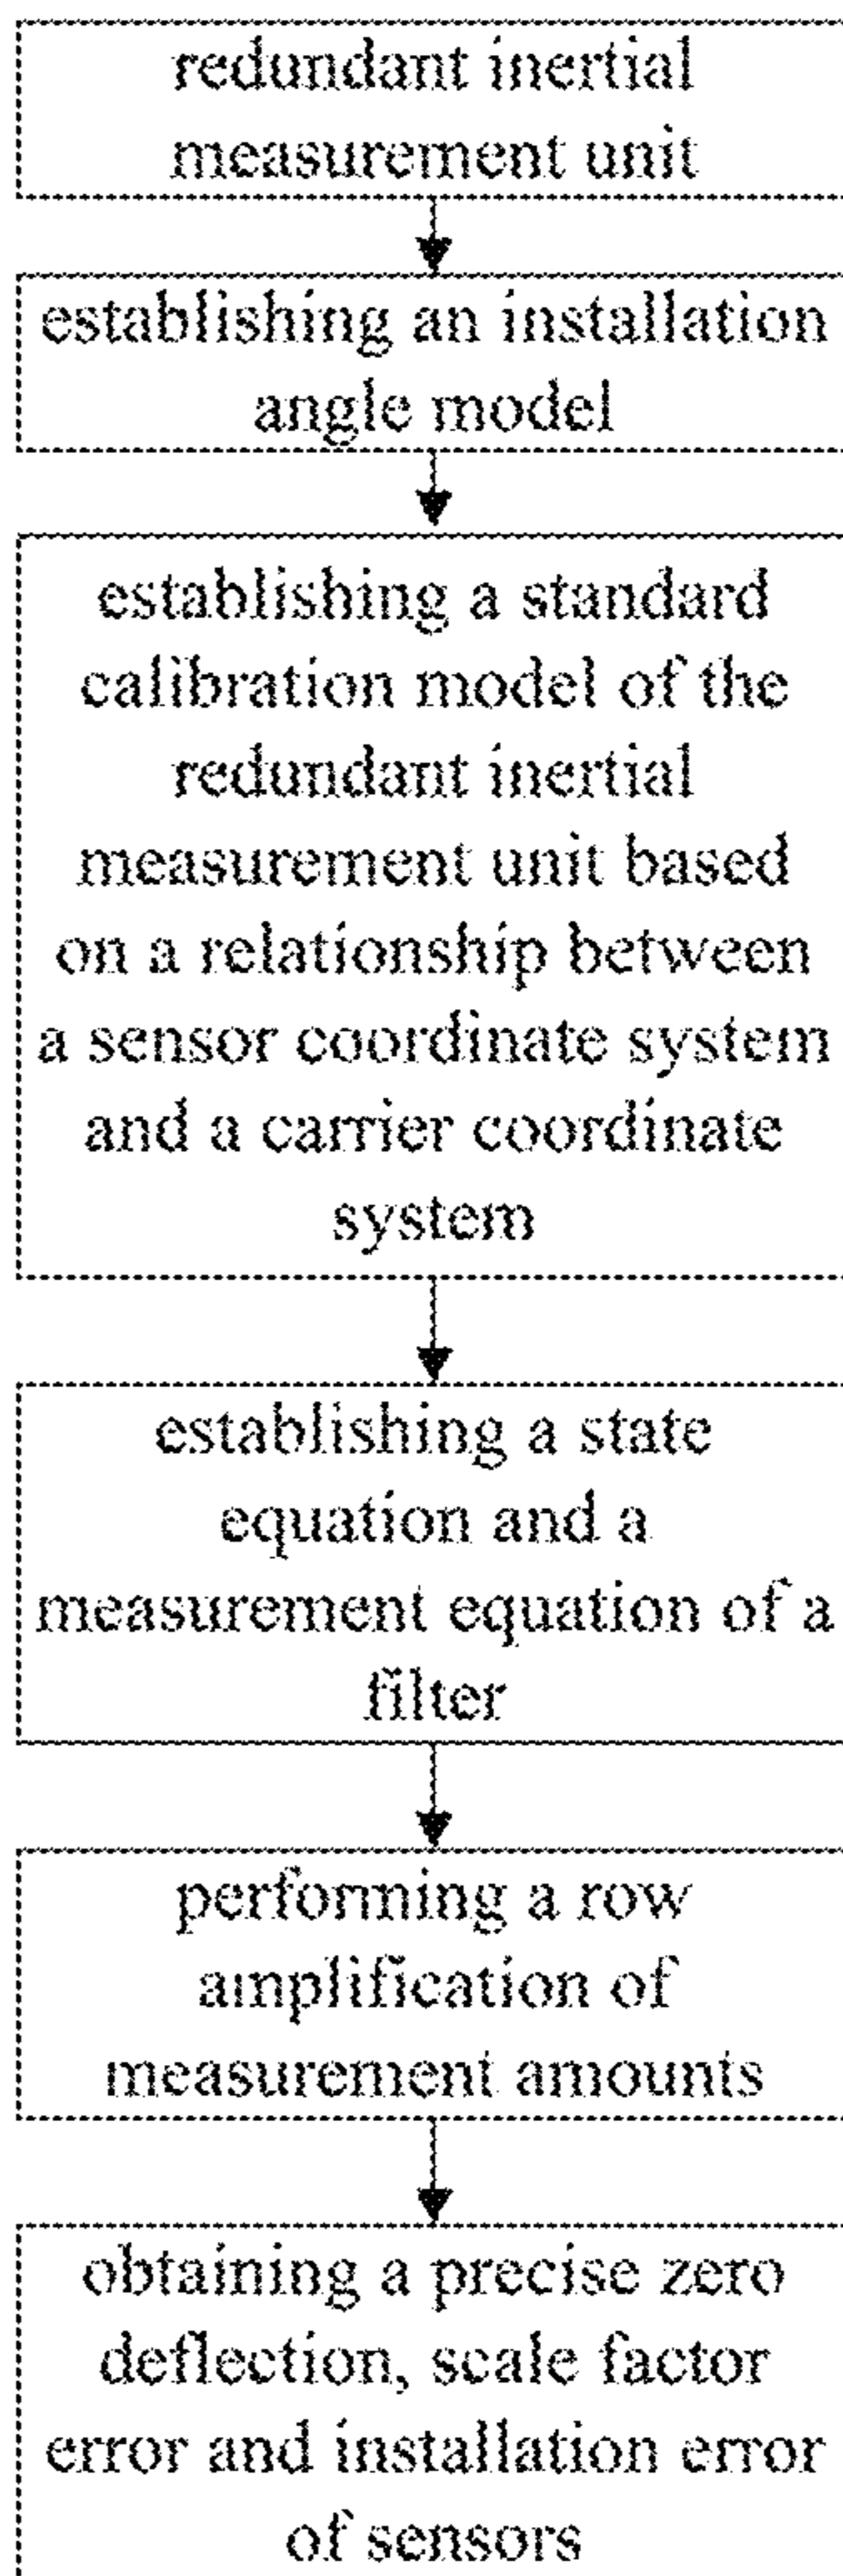 redundant inertial
measurement unit
establishing an installation
angle model
establishing a standard
calibration model of the
redundant inertial
measurement unit based
on a relationship between
a sensor coordinate system
and a carrier coordinate
system
establishing a state
equation and a
measurement equation of a
filter
performing a row
amplification of
measurement amounts
obtaining a precise zero
deflection, scale factor
error and installation error
of sensors